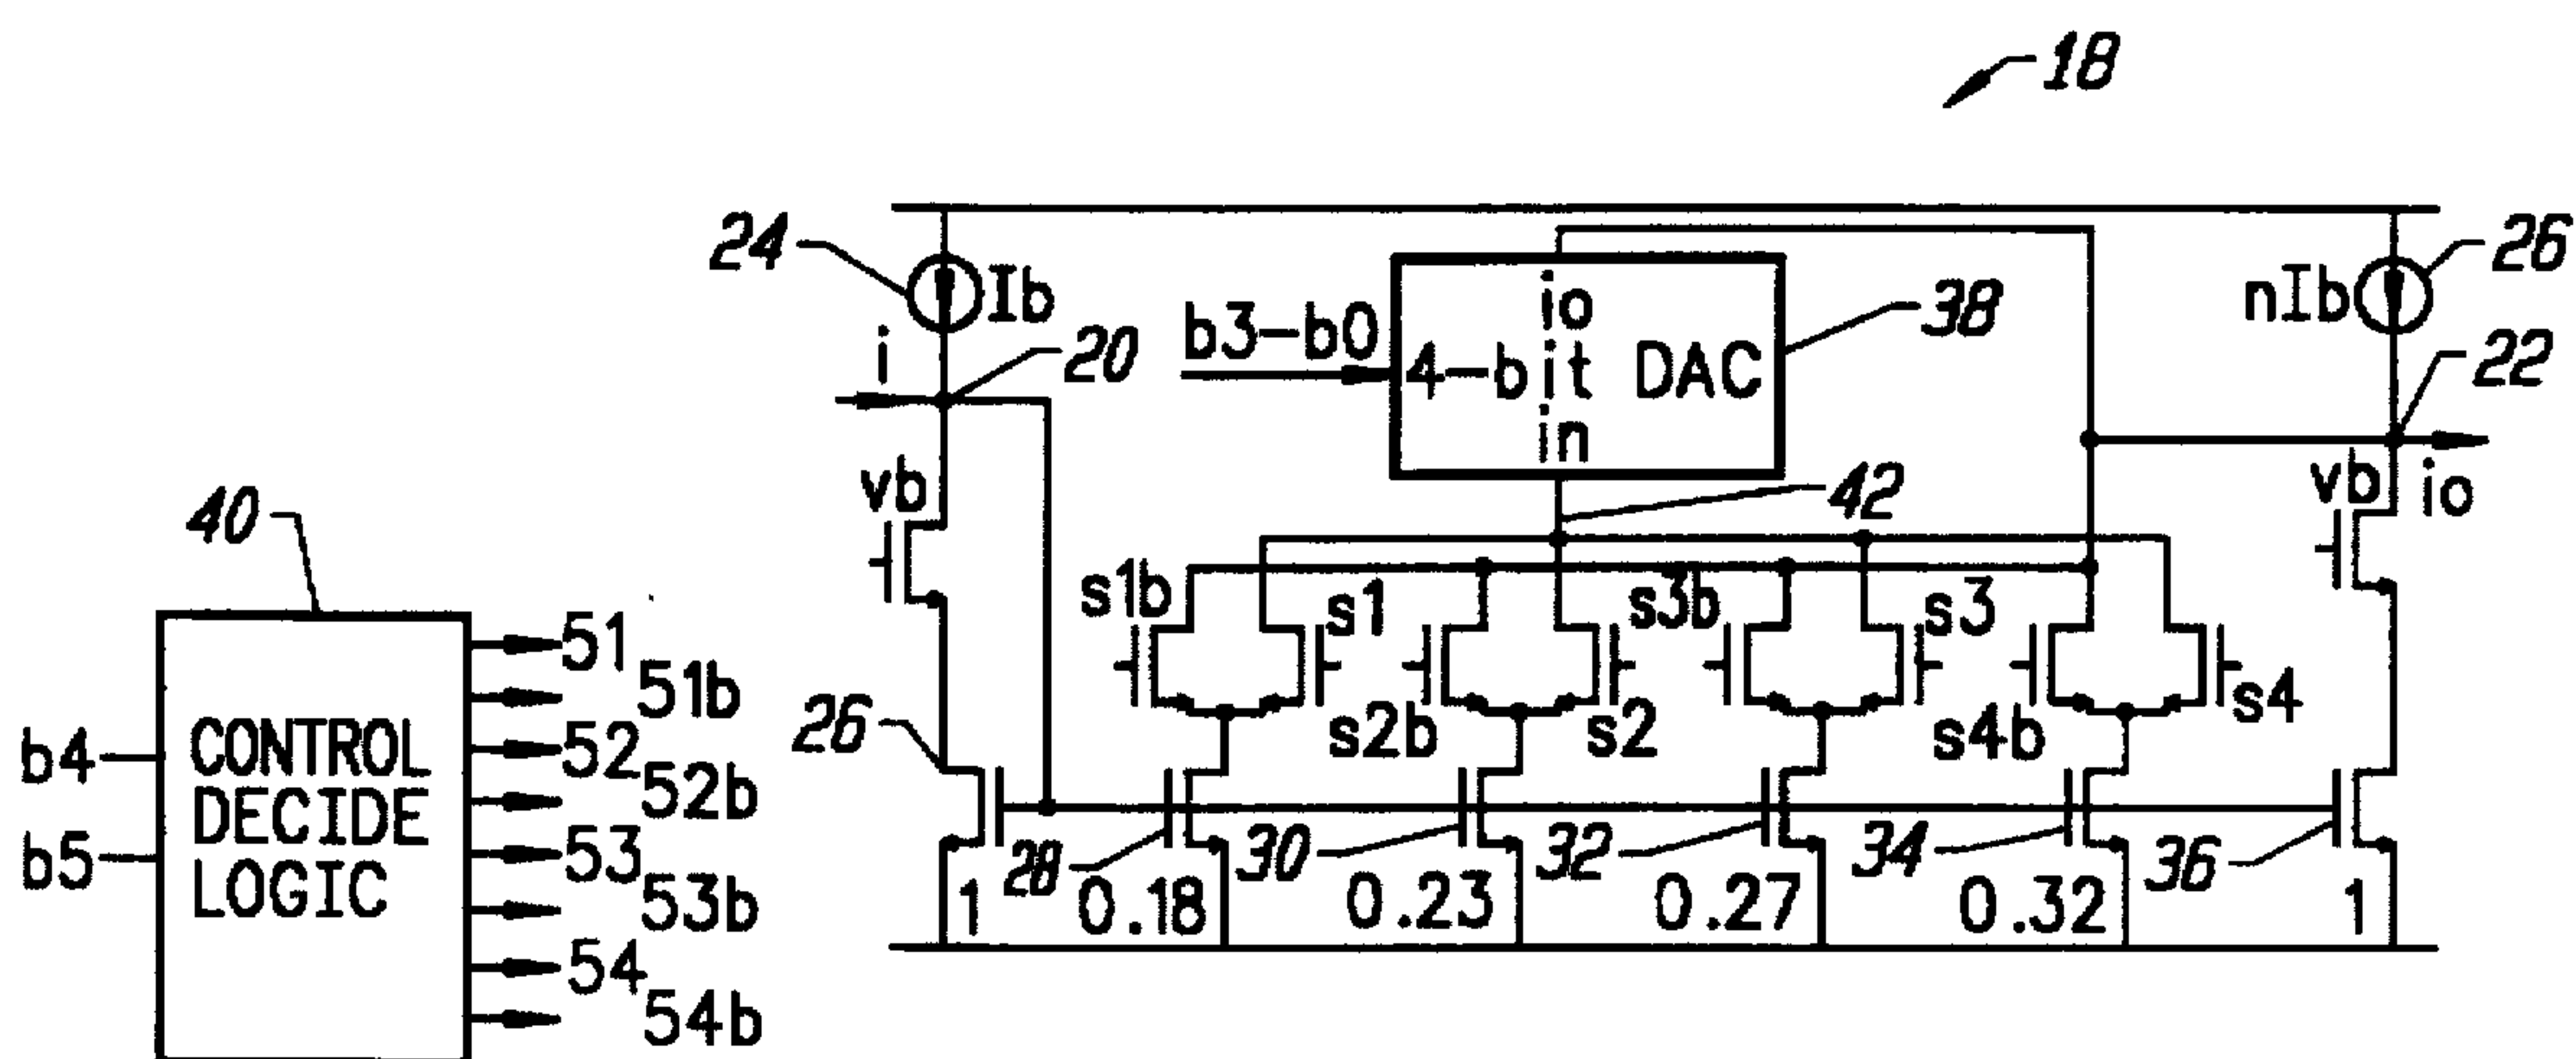 18
24
Ib
i
20
b3-b0
io
4-bit DAC
in
38
nIb
26
22
vb
42
vb
io
40
s1b
s1
s3b
s3
s2b
s2
s4b
s4
51
51b
52
52b
53
53b
54
54b
b4
b5
CONTROL
DECIDE
LOGIC
26
28
30
32
34
36
1
0.18
0.23
0.27
0.32
1